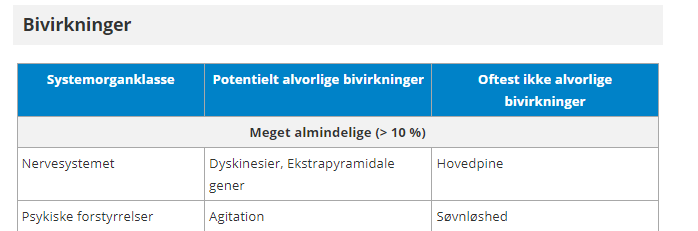 Bivirkninger
Systemorganklasse Potentielt alvorlige bivirkninger Oftest ikke alvorlige
bivirkninger
Meget almindelige (> 10 %)
Nervesystemet Dyskinesier, Ekstrapyramidale Hovedpine
gener
Psykiske forstyrrelser Agitation Søvnløshed